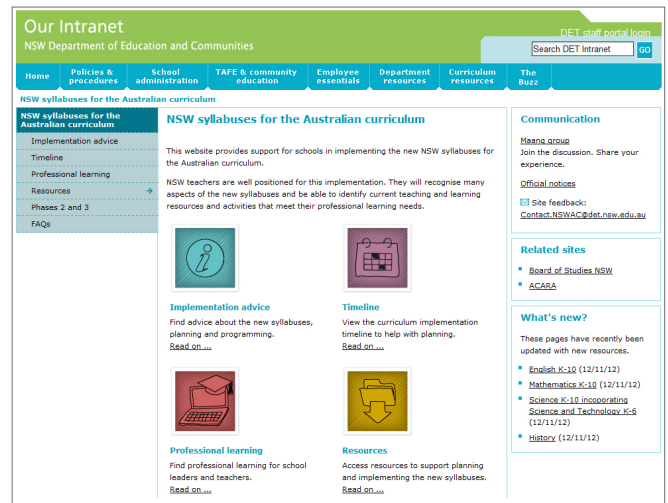 Our Intranet
NSW Department of Education and Communities
DET staff portal login
Search DET Intranet GO
Home
Policies & procedures
School administration
TAFE & community education
Employee essentials
Department resources
Curriculum resources
The Buzz
NSW syllabuses for the Australian curriculum
NSW syllabuses for the
Australian curriculum
Implementation advice
Timeline
Professional learning
Resources
Phases 2 and 3
FAQs
NSW syllabuses for the Australian curriculum
This website provides support for schools in implementing the new NSW syllabuses for
the Australian curriculum.
NSW teachers are well positioned for this implementation. They will recognise many
aspects of the new syllabuses and be able to identify current teaching and learning
resources and activities that meet their professional learning needs.
Implementation advice
Find advice about the new syllabuses,
planning and programming.
Read on ...
Timeline
View the curriculum implementation
timeline to help with planning.
Read on ...
Professional learning
Find professional learning for school
leaders and teachers.
Read on ...
Resources
Access resources to support planning
and implementing the new syllabuses.
Read on ...
Communication
Maang group
Join the discussion. Share your
experience.
Official notices
Site feedback:
Contact.NSWAC@det.nsw.edu.au
Related sites
Board of Studies NSW
ACARA
What's new?
These pages have recently been
updated with new resources.
English K-10 (12/11/12)
Mathematics K-10 (12/11/12)
Science K-10 incoporating
Science and Technology K-6
(12/11/12)
History (12/11/12)